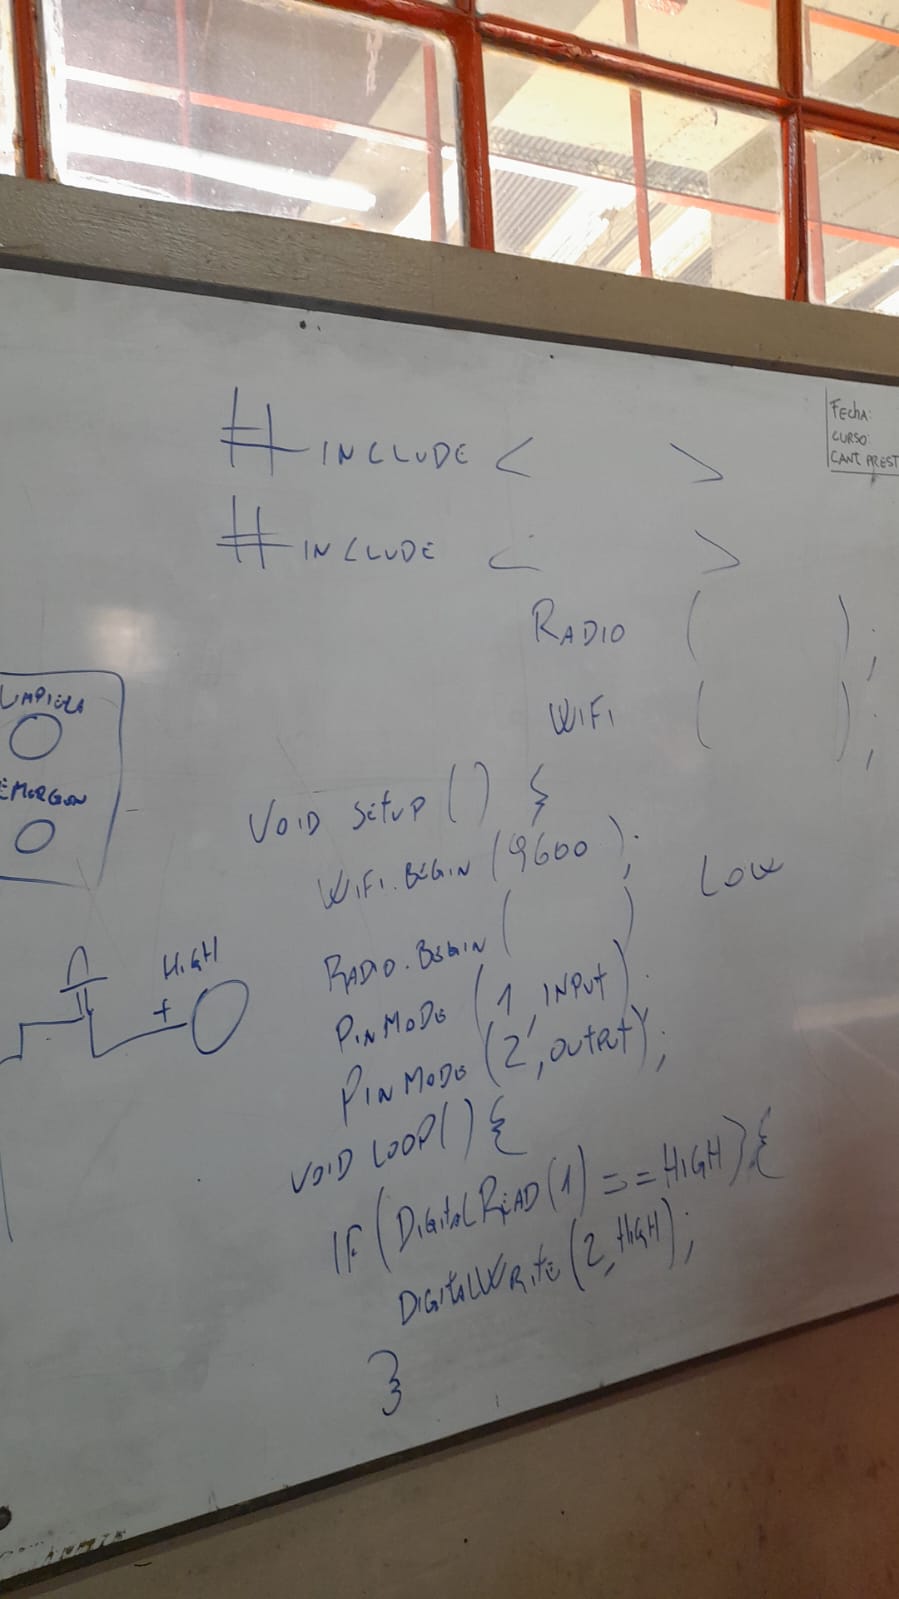 #INCLUDE < >
#INCLUDE < >
RADIO ( );
WIFI ( );
VOID SETUP () {
WIFI.BEGIN (9600);
RADIO.BEGIN ( )
PINMODE (1, INPUT);
PINMODE (2, OUTPUT);
VOID LOOP() {
IF (DIGITALREAD(1) == HIGH) {
DIGITALWRITE (2, HIGH);
}
LOW
Fecha:
CURSO:
CANT PREST
LIMPIEZA
HIGH
+